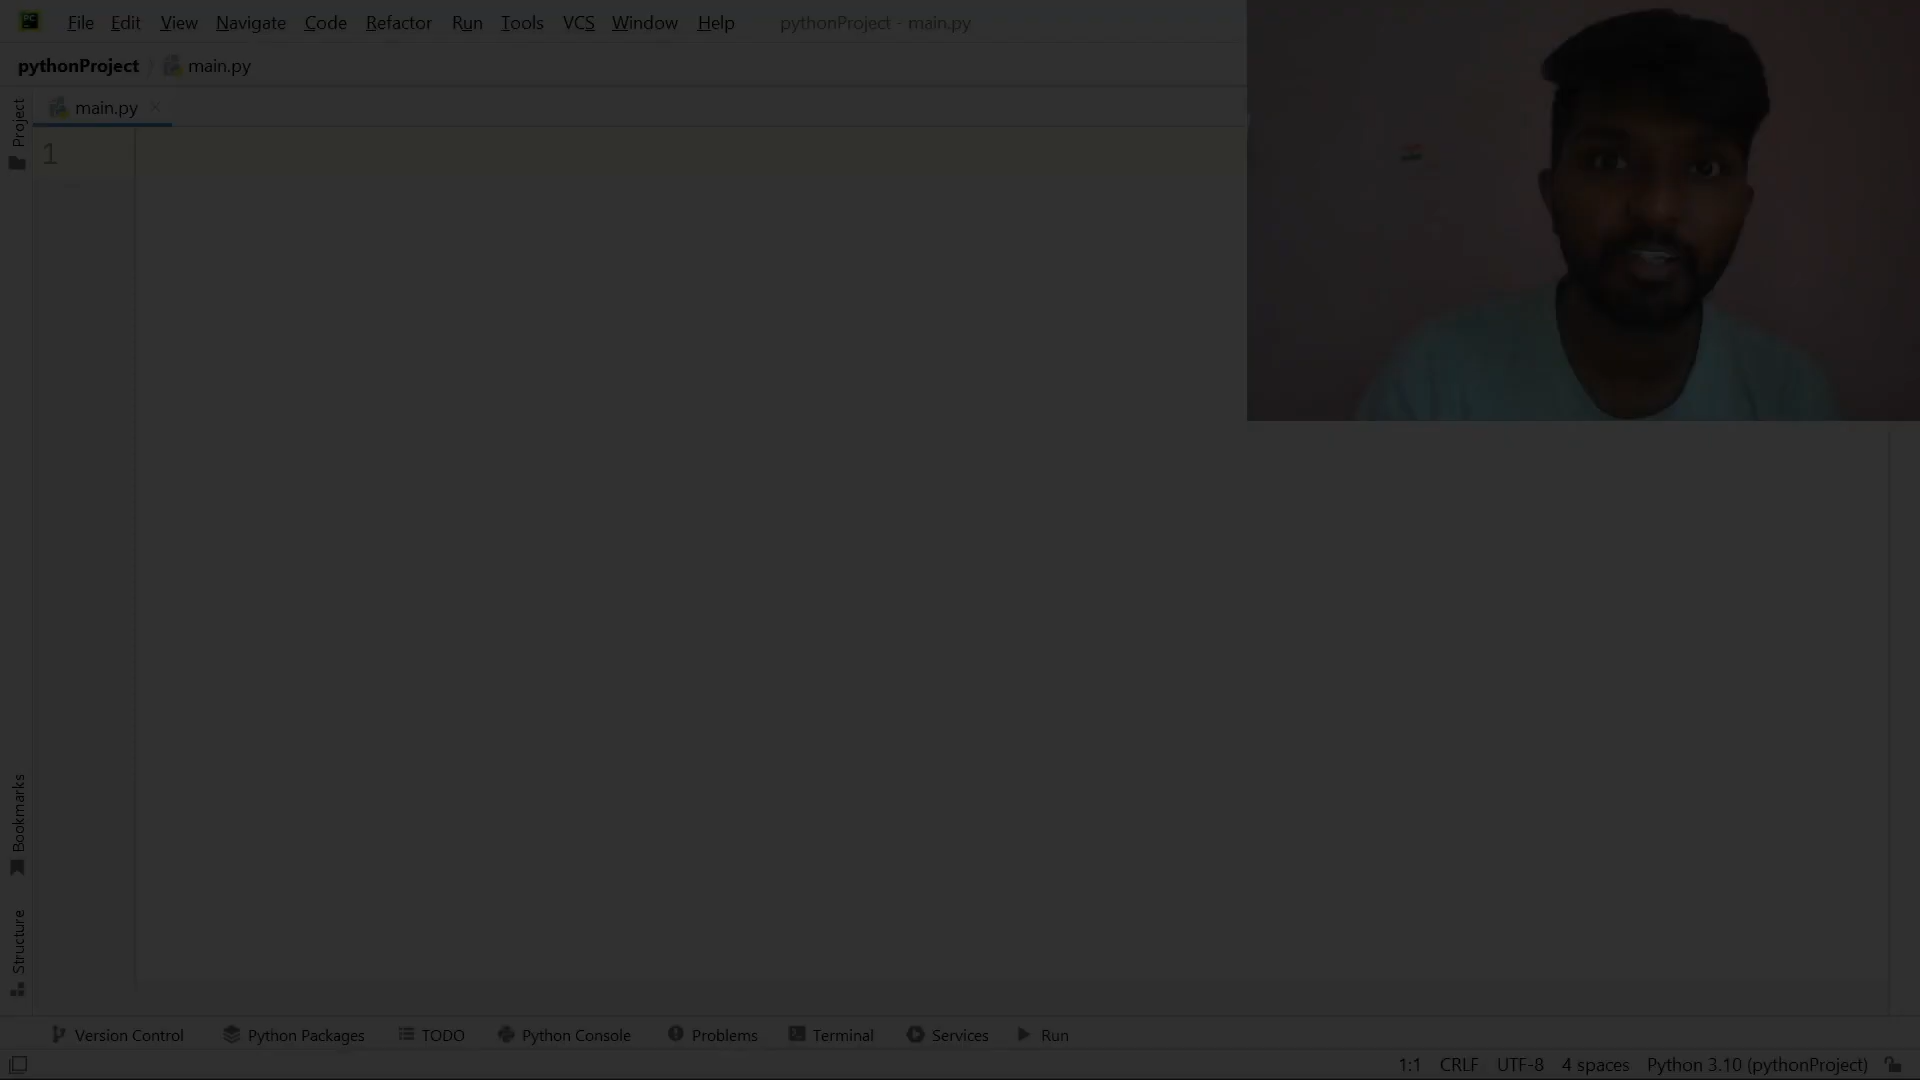 PC File Edit View Navigate Code Refactor Run Tools VCS Window Help pythonProject - main.py
pythonProject main.py
main.py
Project
1
Bookmarks
Structure
Version Control Python Packages TODO Python Console Problems Terminal Services Run
1:1 CRLF UTF-8 4 spaces Python 3.10 (pythonProject)